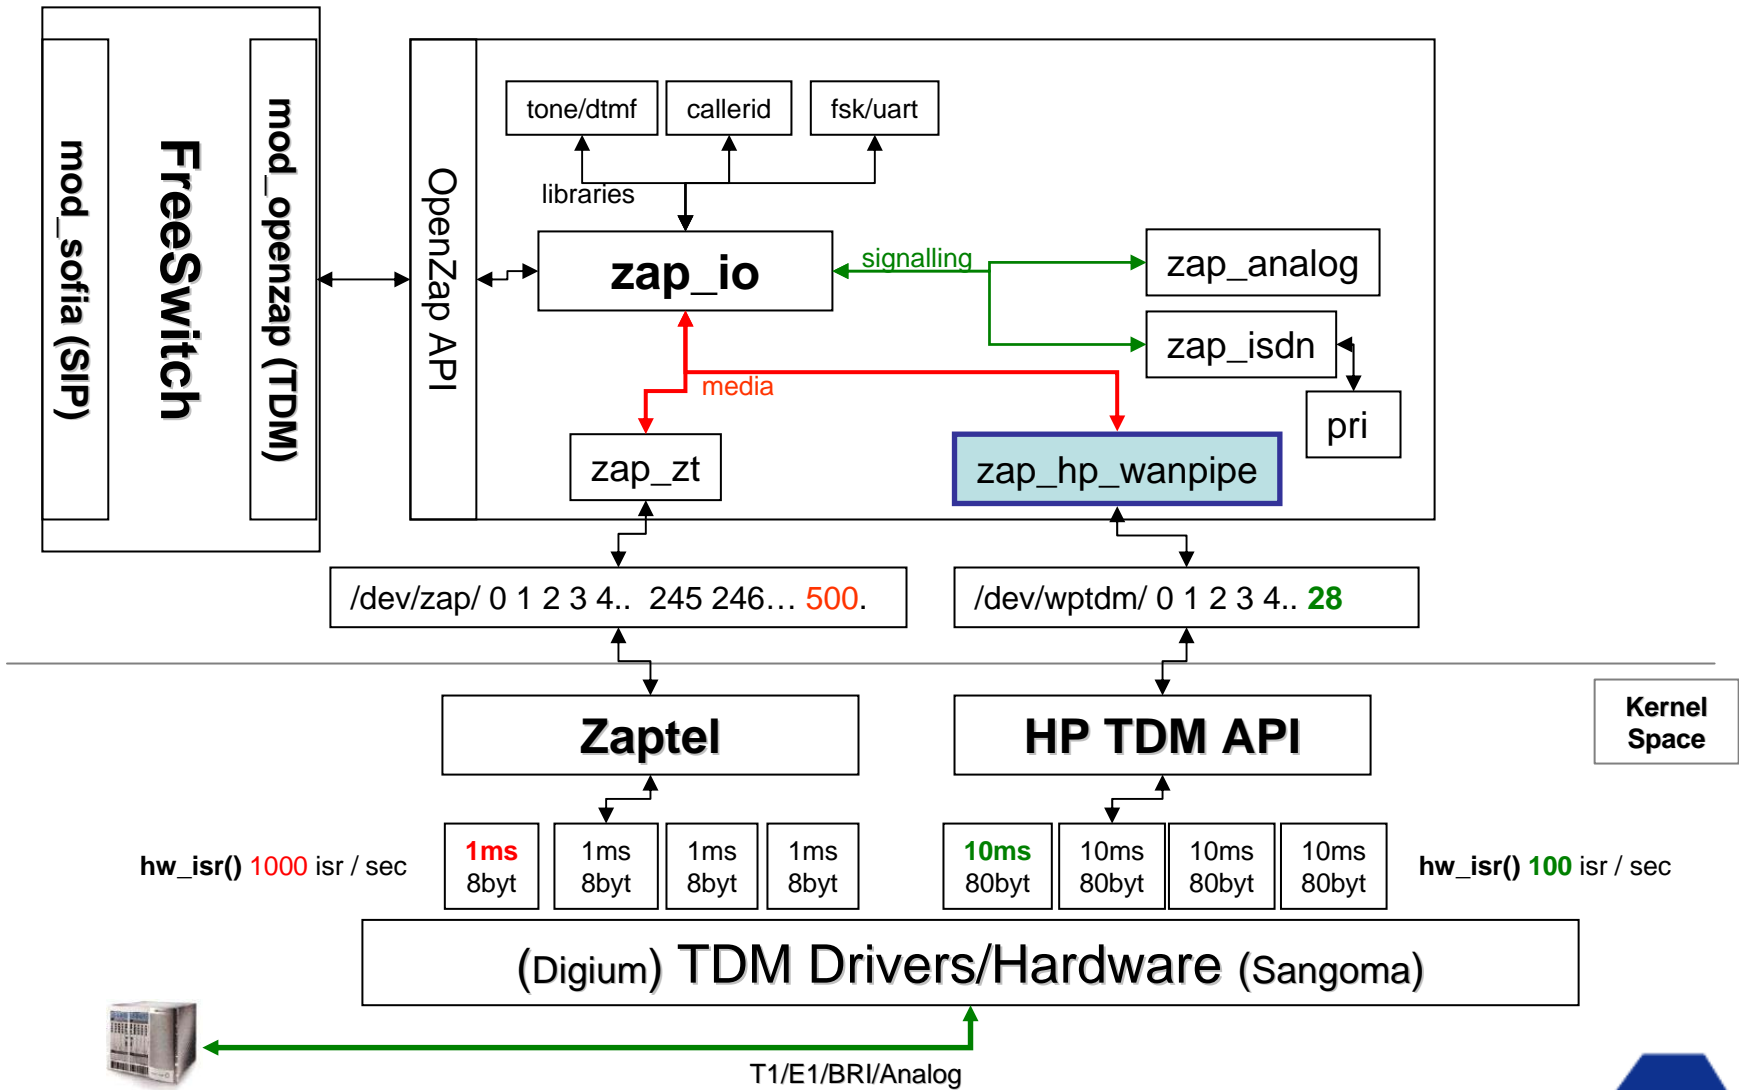 mod_sofia (SIP)
FreeSwitch
mod_openzap (TDM)
OpenZap API
tone/dtmf
callerid
fsk/uart
libraries
zap_io
signalling
zap_analog
zap_isdn
pri
media
zap_zt
zap_hp_wanpipe
/dev/zap/ 0 1 2 3 4.. 245 246... 500.
/dev/wptdm/ 0 1 2 3 4.. 28
Zaptel
HP TDM API
Kernel
Space
hw_isr() 1000 isr / sec
1ms
8byt
1ms
8byt
1ms
8byt
1ms
8byt
10ms
80byt
10ms
80byt
10ms
80byt
10ms
80byt
hw_isr() 100 isr / sec
(Digium) TDM Drivers/Hardware (Sangoma)
T1/E1/BRI/Analog